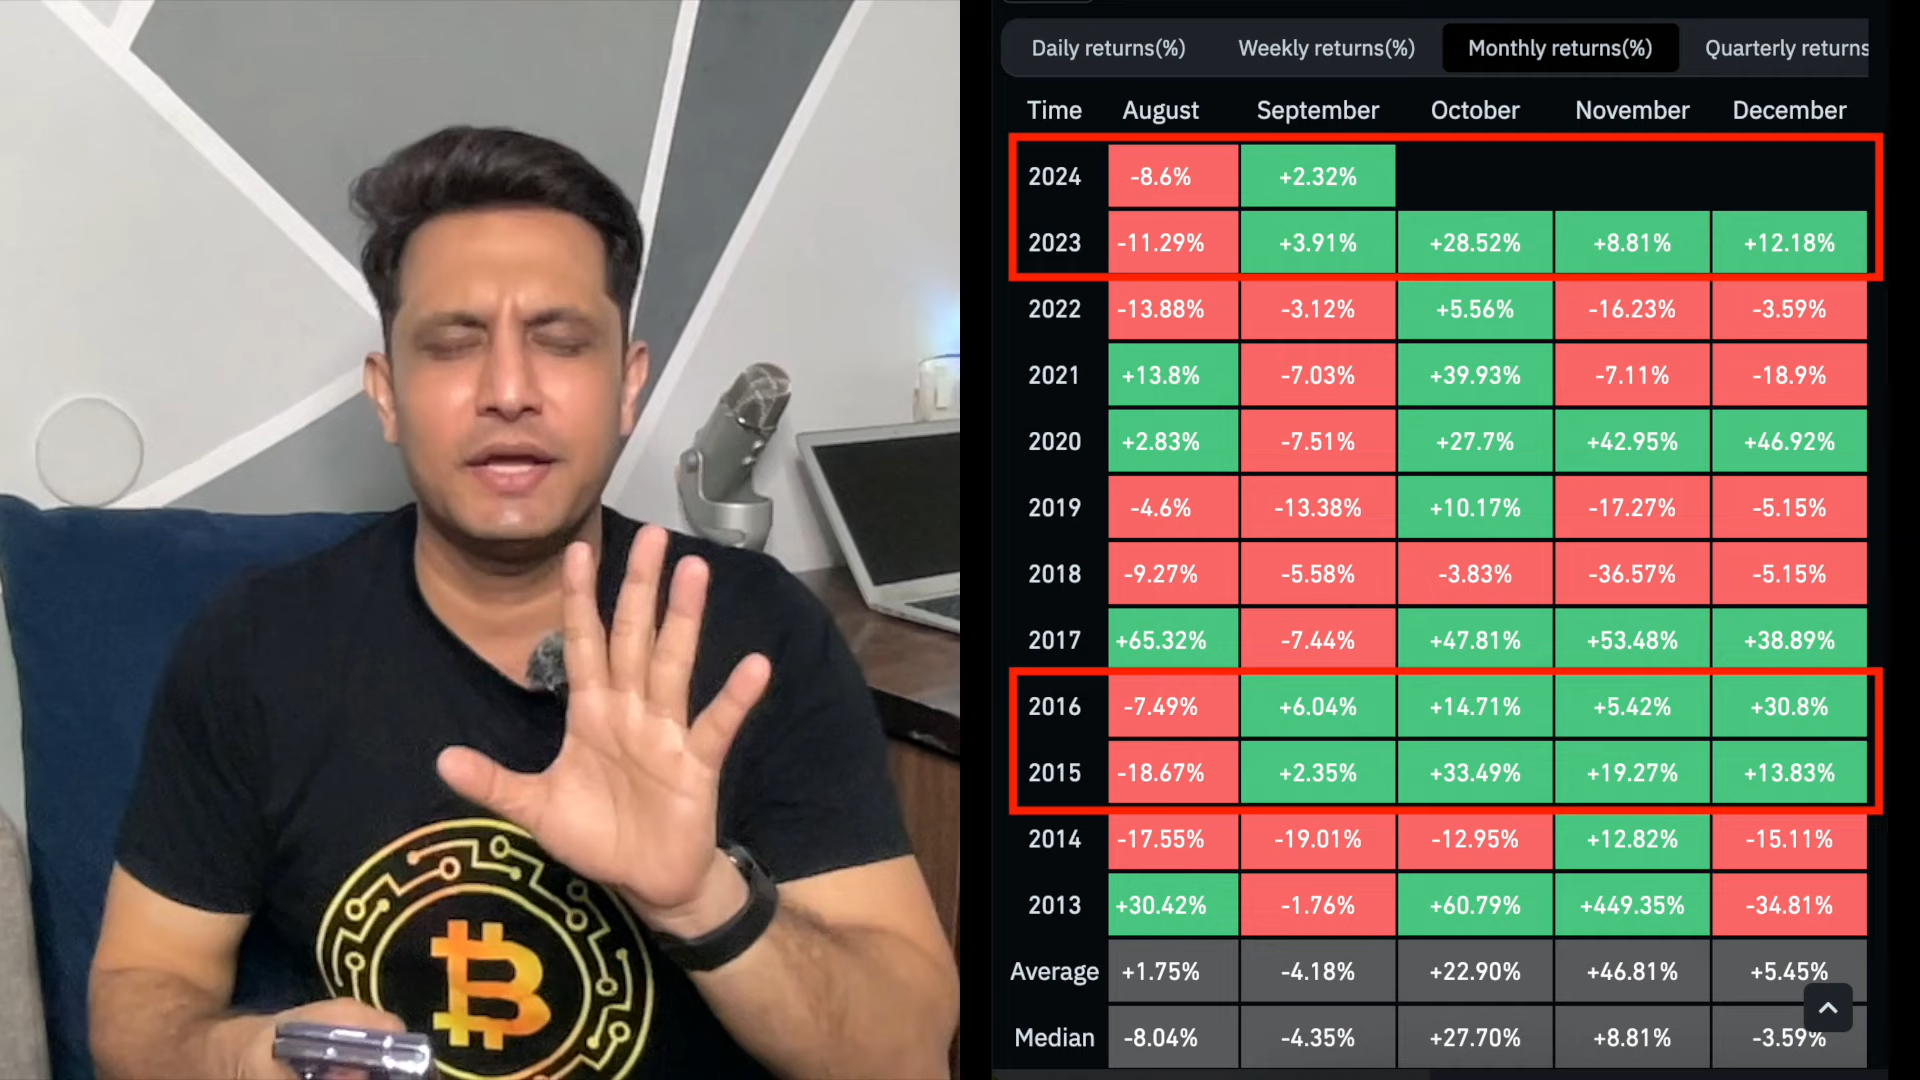 Daily returns(%) Weekly returns(%) Monthly returns(%) Quarterly returns
Time August September October November December
2024 -8.6% +2.32%
2023 -11.29% +3.91% +28.52% +8.81% +12.18%
2022 -13.88% -3.12% +5.56% -16.23% -3.59%
2021 +13.8% -7.03% +39.93% -7.11% -18.9%
2020 +2.83% -7.51% +27.7% +42.95% +46.92%
2019 -4.6% -13.38% +10.17% -17.27% -5.15%
2018 -9.27% -5.58% -3.83% -36.57% -5.15%
2017 +65.32% -7.44% +47.81% +53.48% +38.89%
2016 -7.49% +6.04% +14.71% +5.42% +30.8%
2015 -18.67% +2.35% +33.49% +19.27% +13.83%
2014 -17.55% -19.01% -12.95% +12.82% -15.11%
2013 +30.42% -1.76% +60.79% +449.35% -34.81%
Average +1.75% -4.18% +22.90% +46.81% +5.45%
Median -8.04% -4.35% +27.70% +8.81% -3.59%